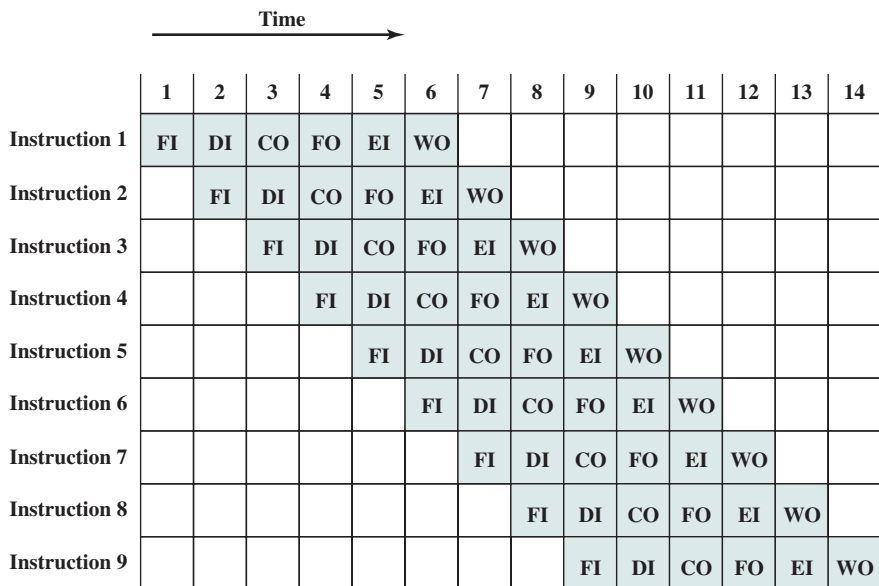 Time
1 2 3 4 5 6 7 8 9 10 11 12 13 14
Instruction 1 FI DI CO FO EI WO
Instruction 2 FI DI CO FO EI WO
Instruction 3 FI DI CO FO EI WO
Instruction 4 FI DI CO FO EI WO
Instruction 5 FI DI CO FO EI WO
Instruction 6 FI DI CO FO EI WO
Instruction 7 FI DI CO FO EI WO
Instruction 8 FI DI CO FO EI WO
Instruction 9 FI DI CO FO EI WO